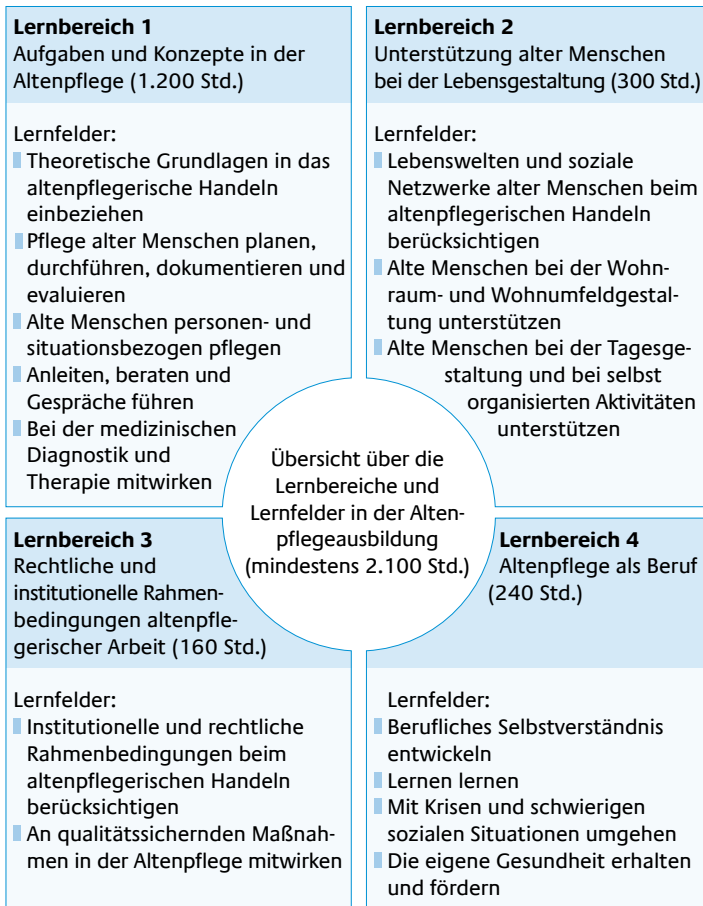 Lernbereich 1
Aufgaben und Konzepte in der
Altenpflege (1.200 Std.)
Lernfelder:
Theoretische Grundlagen in das
altenpflegerische Handeln
einbeziehen
Pflege alter Menschen planen,
durchführen, dokumentieren und
evaluieren
Alte Menschen personen- und
situationsbezogen pflegen
Anleiten, beraten und
Gespräche führen
Bei der medizinischen
Diagnostik und
Therapie mitwirken
Lernbereich 2
Unterstützung alter Menschen
bei der Lebensgestaltung (300 Std.)
Lernfelder:
Lebenswelten und soziale
Netzwerke alter Menschen beim
altenpflegerischen Handeln
berücksichtigen
Alte Menschen bei der Wohn-
raum- und Wohnumfeldgestal-
tung unterstützen
Alte Menschen bei der Tagesge-
staltung und bei selbst
organisierten Aktivitäten
unterstützen
Übersicht über die
Lernbereiche und
Lernfelder in der Alten-
pflegeausbildung
(mindestens 2.100 Std.)
Lernbereich 3
Rechtliche und
institutionelle Rahmen-
bedingungen altenpfle-
gerischer Arbeit (160 Std.)
Lernfelder:
Institutionelle und rechtliche
Rahmenbedingungen beim
altenpflegerischen Handeln
berücksichtigen
An qualitätssichernden Maßnah-
men in der Altenpflege mitwirken
Lernbereich 4
Altenpflege als Beruf
(240 Std.)
Lernfelder:
Berufliches Selbstverständnis
entwickeln
Lernen lernen
Mit Krisen und schwierigen
sozialen Situationen umgehen
Die eigene Gesundheit erhalten
und fördern